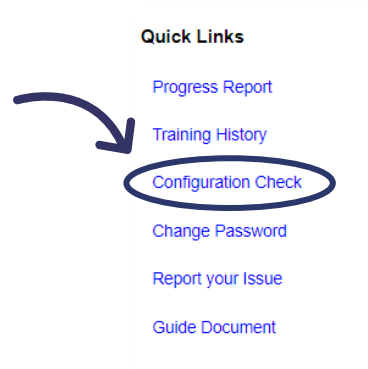 Quick Links
Progress Report
Training History
Configuration Check
Change Password
Report your Issue
Guide Document